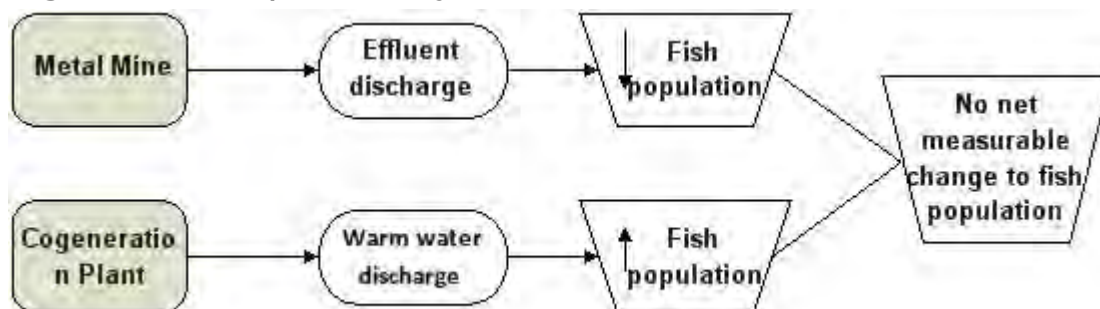 Metal Mine
Effluent
discharge
Fish
population
No net
measurable
change to fish
population
Cogeneratio
n Plant
Warm water
discharge
Fish
population